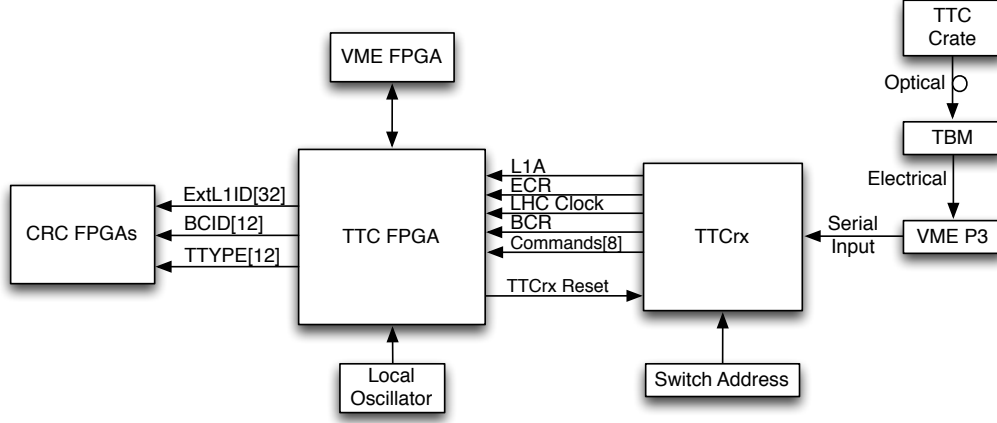 TTC
Crate
VME FPGA
Optical
TBM
L1A
ECR
ExtL1ID[32]
Electrical
LHC Clock
BCID[12]
BCR
CRC FPGAs
TTC FPGA
TTCrx
Serial
Input
VME P3
Commands[8]
TTYPE[12]
TTCrx Reset
Local
Oscillator
Switch Address